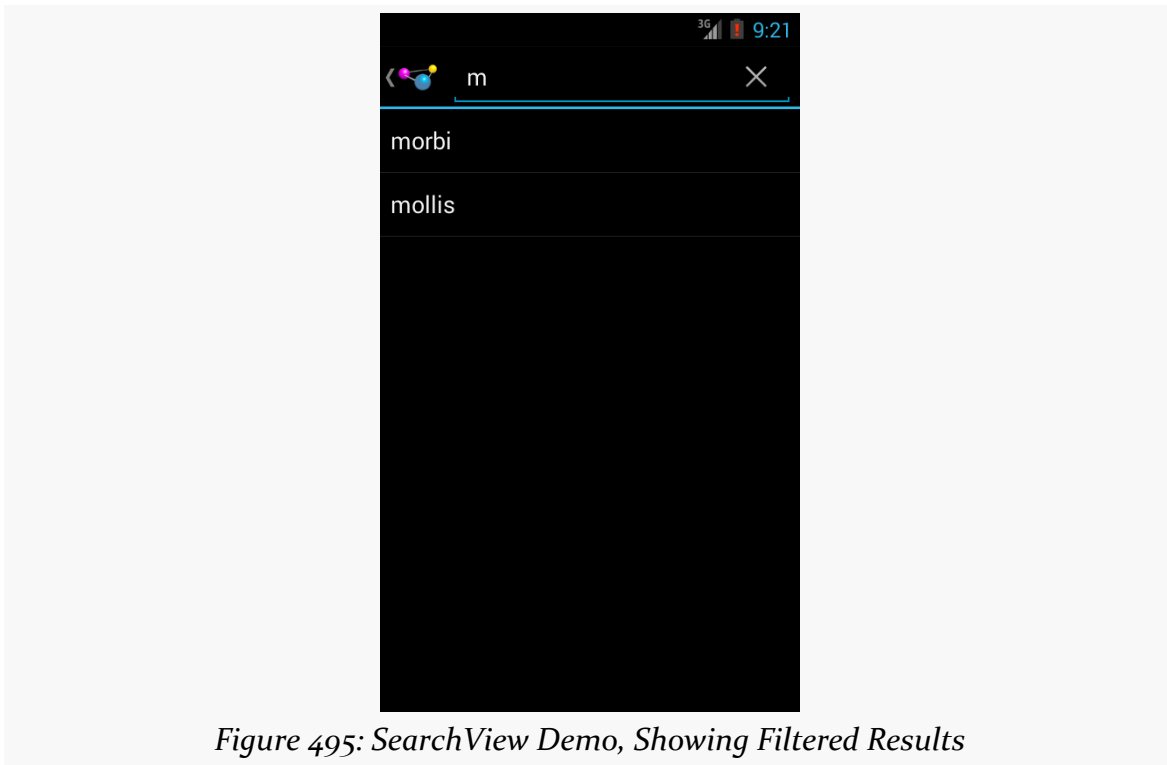 3G 9:21
m
morbi
mollis
Figure 495: SearchView Demo, Showing Filtered Results